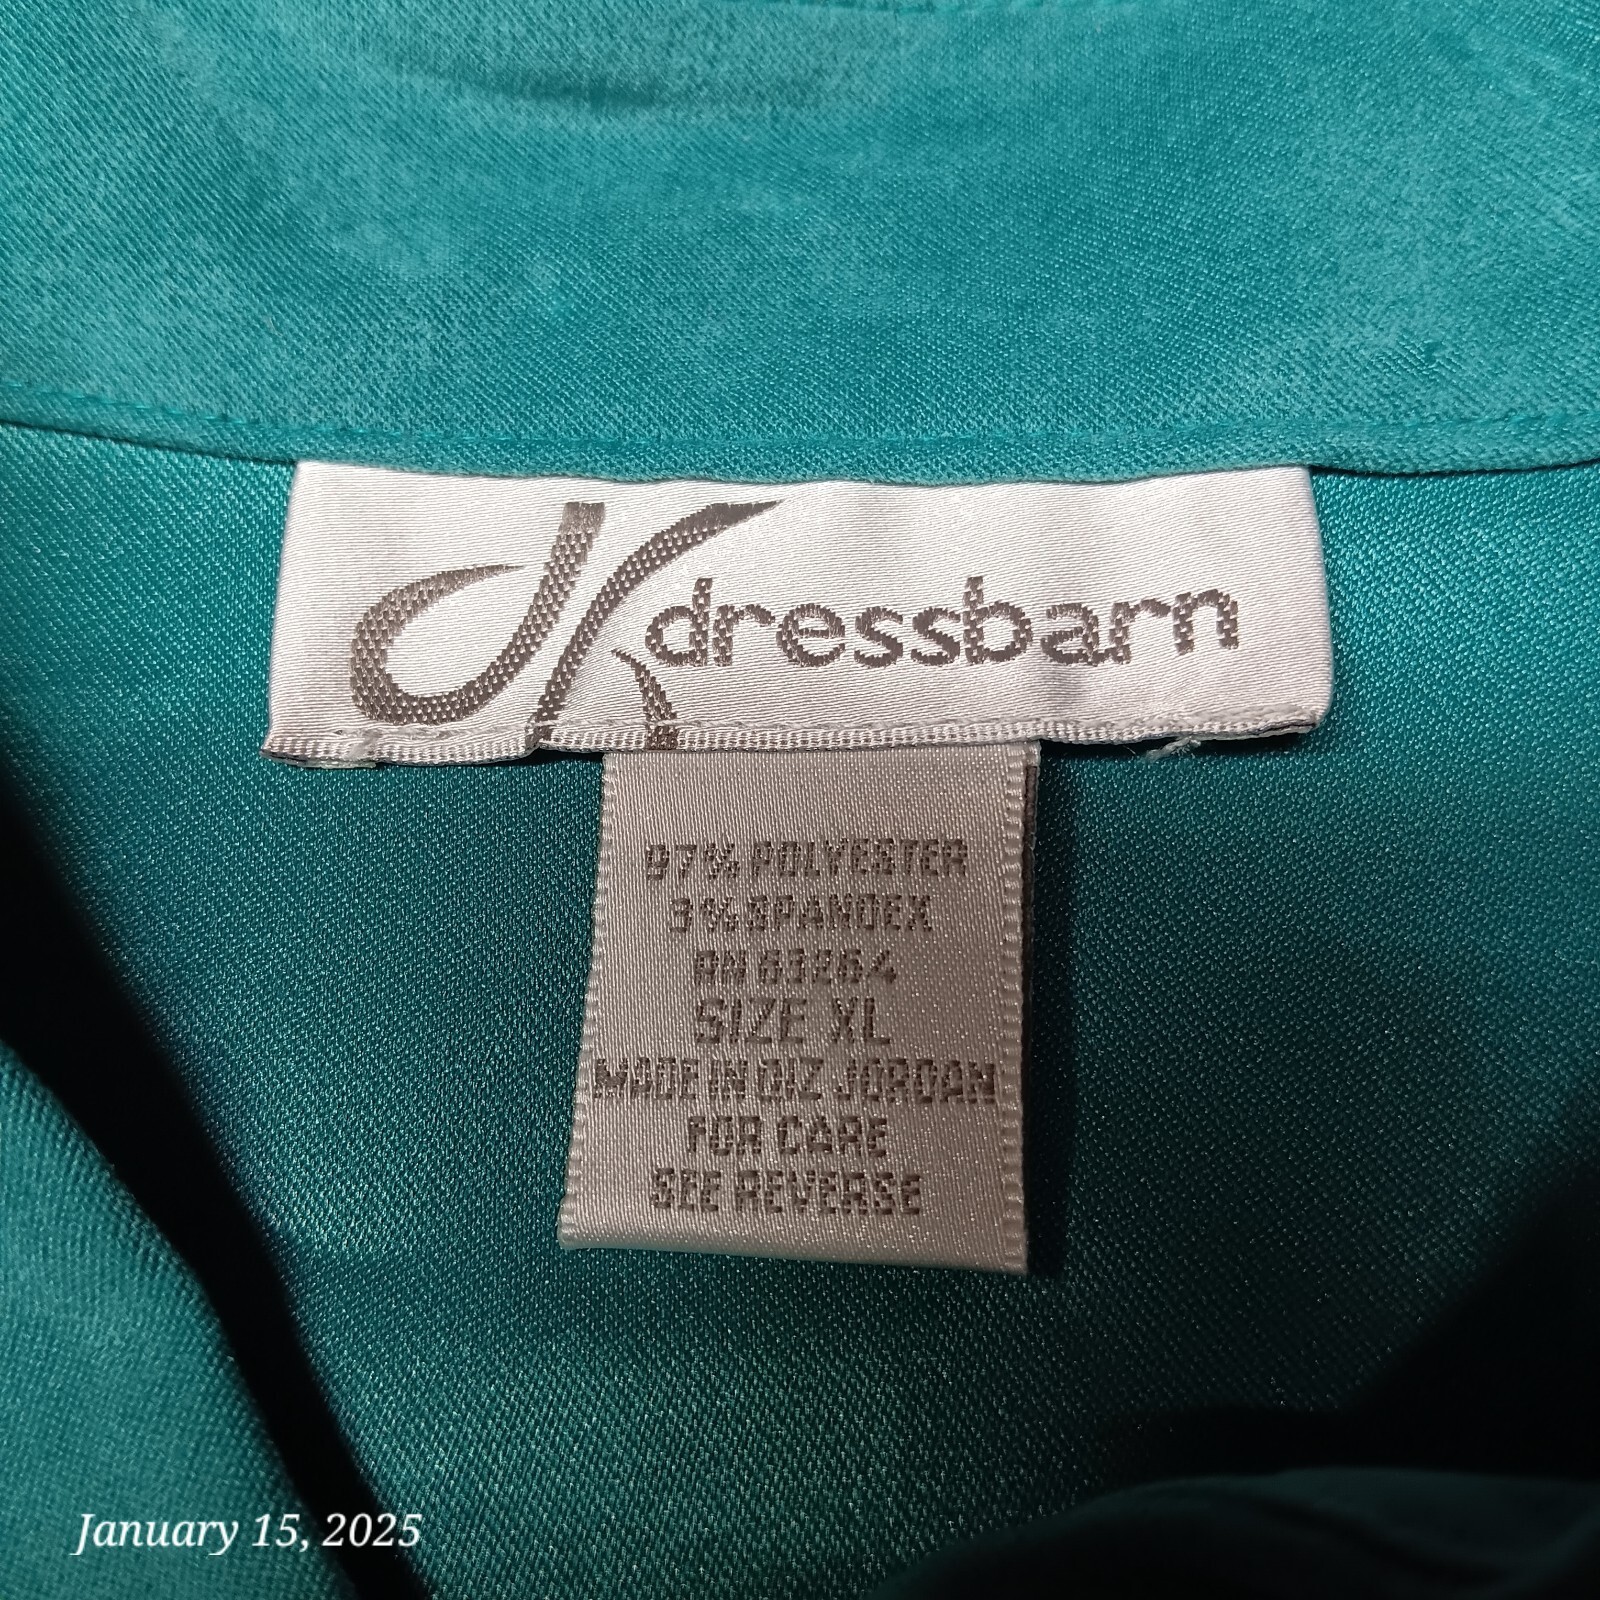 dressbarn
97% POLYESTER
3% SPANDEX
RN 63264
SIZE XL
MADE IN QIZ JORDAN
FOR CARE
SEE REVERSE
January 15, 2025